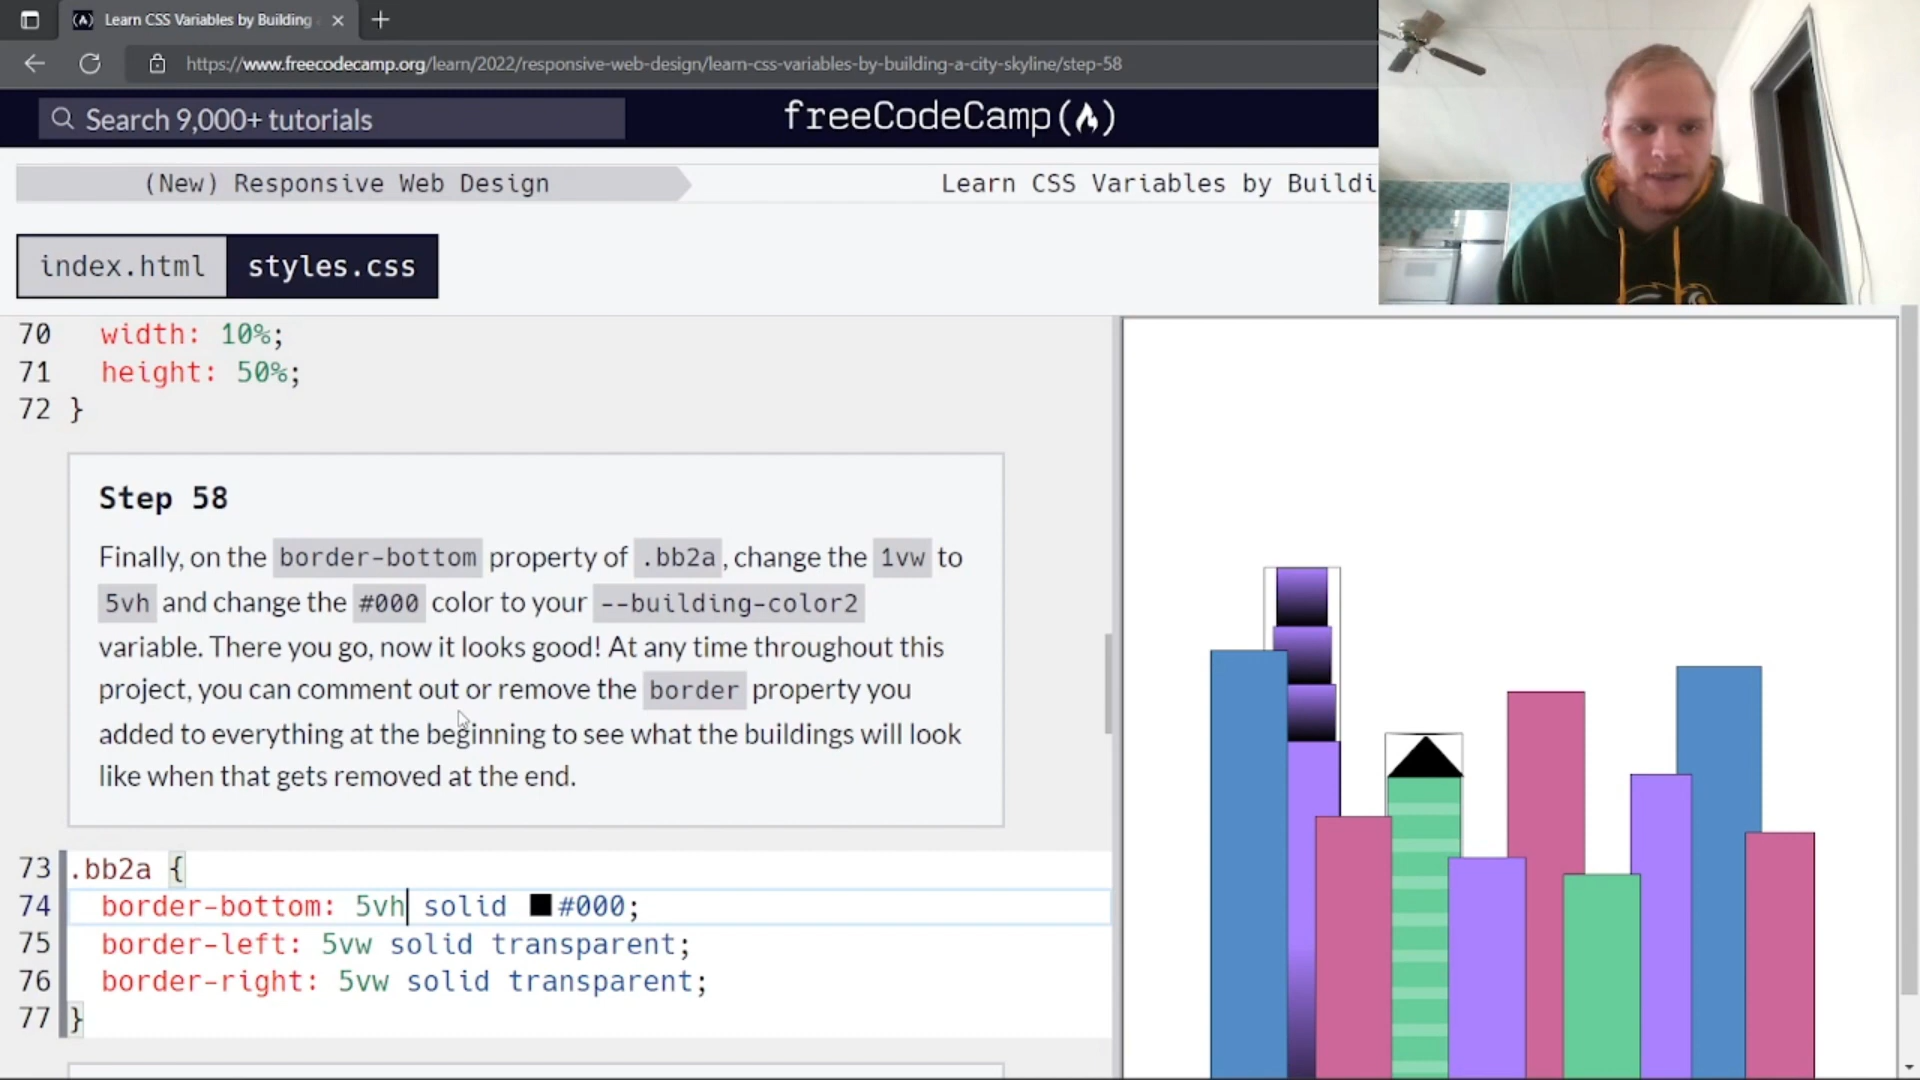 Learn CSS Variables by Building
https://www.freecodecamp.org/learn/2022/responsive-web-design/learn-css-variables-by-building-a-city-skyline/step-58
Search 9,000+ tutorials
freeCodeCamp
(New) Responsive Web Design
Learn CSS Variables by Buildi
index.html
styles.css
70 width: 10%;
71 height: 50%;
72 }
Step 58
Finally, on the border-bottom property of .bb2a, change the 1vw to
5vh and change the #000 color to your --building-color2
variable. There you go, now it looks good! At any time throughout this
project, you can comment out or remove the border property you
added to everything at the beginning to see what the buildings will look
like when that gets removed at the end.
73 .bb2a {
74 border-bottom: 5vh solid #000;
75 border-left: 5vw solid transparent;
76 border-right: 5vw solid transparent;
77 }